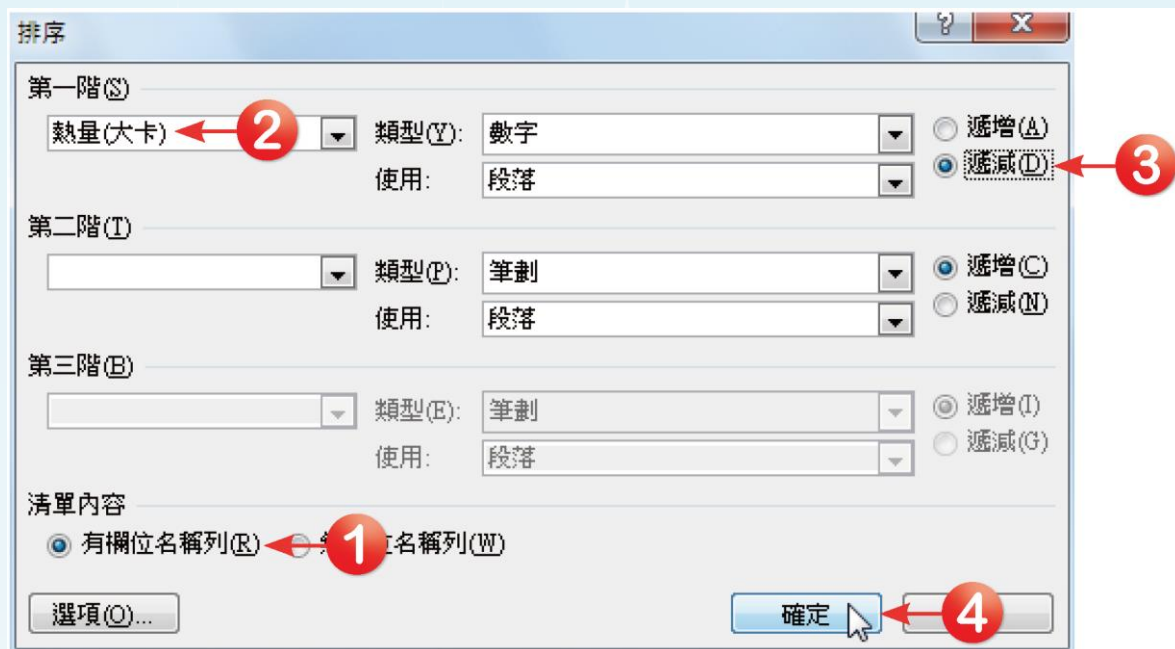 排序
第一階(S)
熱量(大卡) 2 類型(Y): 數字 遞增(A)
使用: 段落 遞減(D) 3
第二階(T)
類型(P): 筆劃 遞增(C)
使用: 段落 遞減(N)
第三階(B)
類型(E): 筆劃 遞增(I)
使用: 段落 遞減(G)
清單內容
有欄位名稱列(R) 1 位名稱列(W)
選項(O)... 確定 4